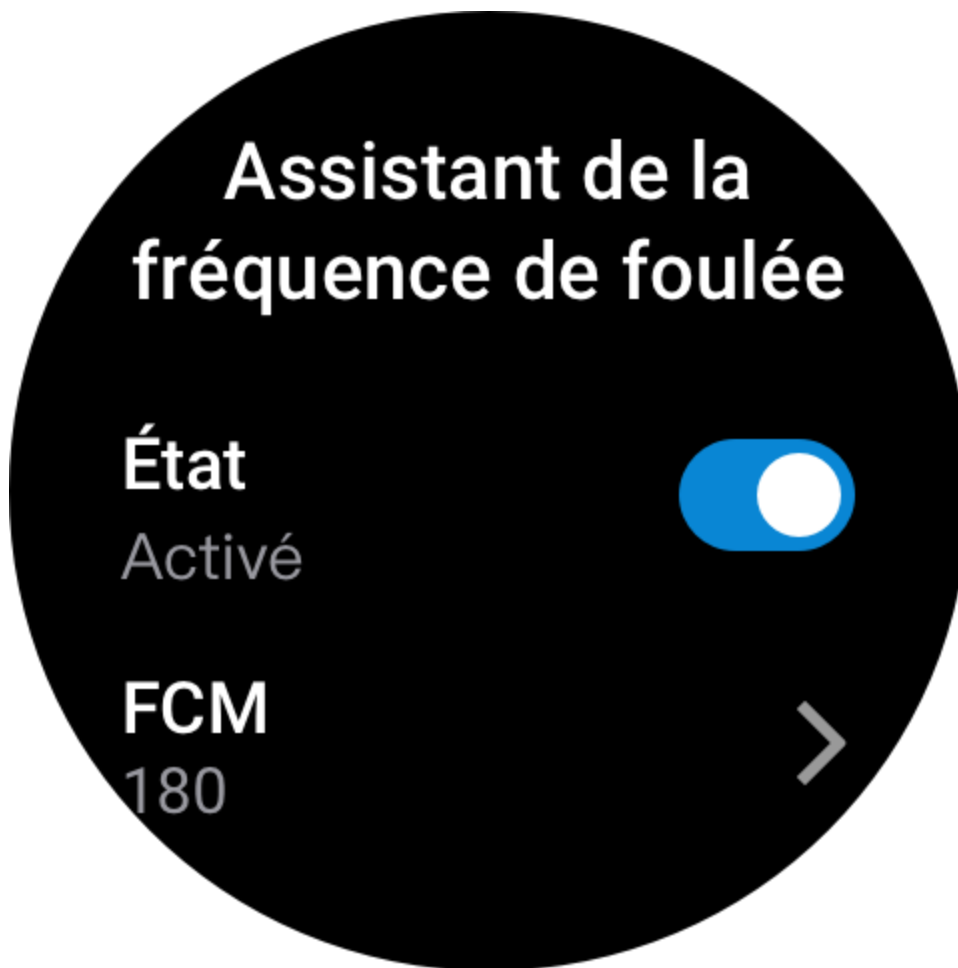 Assistant de la
fréquence de foulée
État
Activé
FCM
180